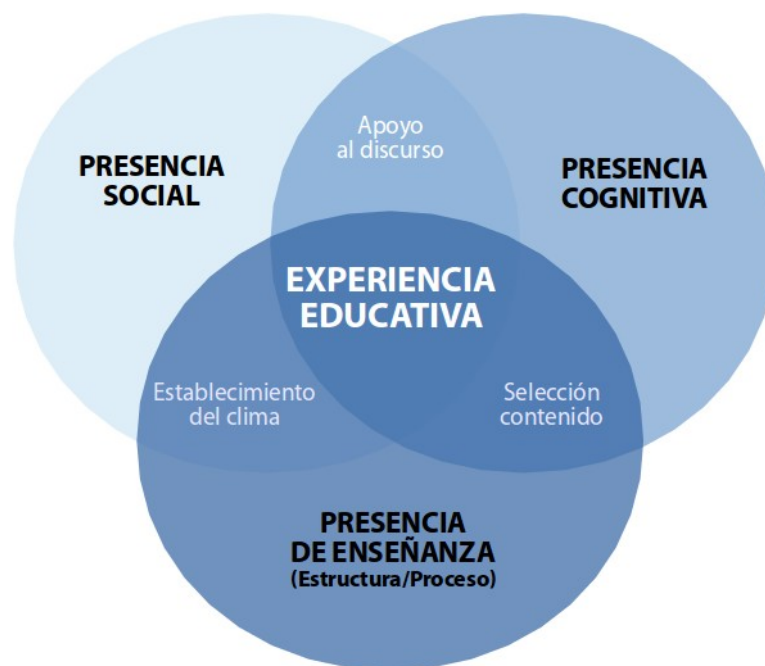 Apoyo
al discurso
PRESENCIA
SOCIAL
PRESENCIA
COGNITIVA
EXPERIENCIA
EDUCATIVA
Establecimiento
del clima
Selección
contenido
PRESENCIA
DE ENSEÑANZA
(Estructura/Proceso)